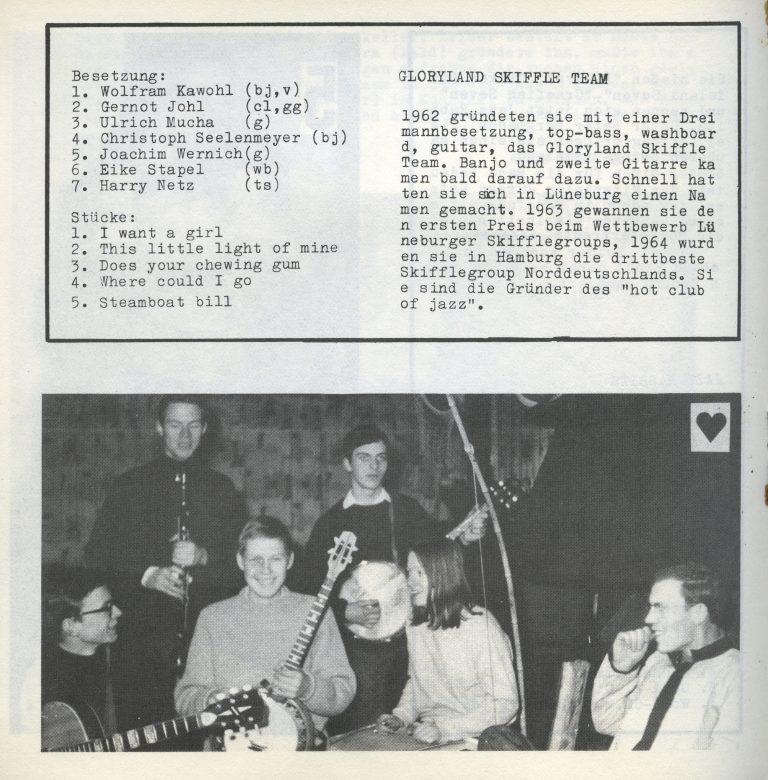 Besetzung:
1. Wolfram Kawohl (bj,v)
2. Gernot Johl (cl,gg)
3. Ulrich Mucha (g)
4. Christoph Seelenmeyer (bj)
5. Joachim Wernich(g)
6. Eike Stapel (wb)
7. Harry Netz (ts)
Stücke:
1. I want a girl
2. This little light of mine
3. Does your chewing gum
4. Where could I go
5. Steamboat bill
GLORYLAND SKIFFLE TEAM
1962 gründeten sie mit einer Drei
mannbesetzung, top-bass, washboar
d, guitar, das Gloryland Skiffle
Team. Banjo und zweite Gitarre ka
men bald darauf dazu. Schnell hat
ten sie sich in Lüneburg einen Na
men gemacht. 1963 gewannen sie de
n ersten Preis beim Wettbewerb Lü
neburger Skifflegroups, 1964 wurd
en sie in Hamburg die drittbeste
Skifflegroup Norddeutschlands. Si
e sind die Gründer des "hot club
of jazz".